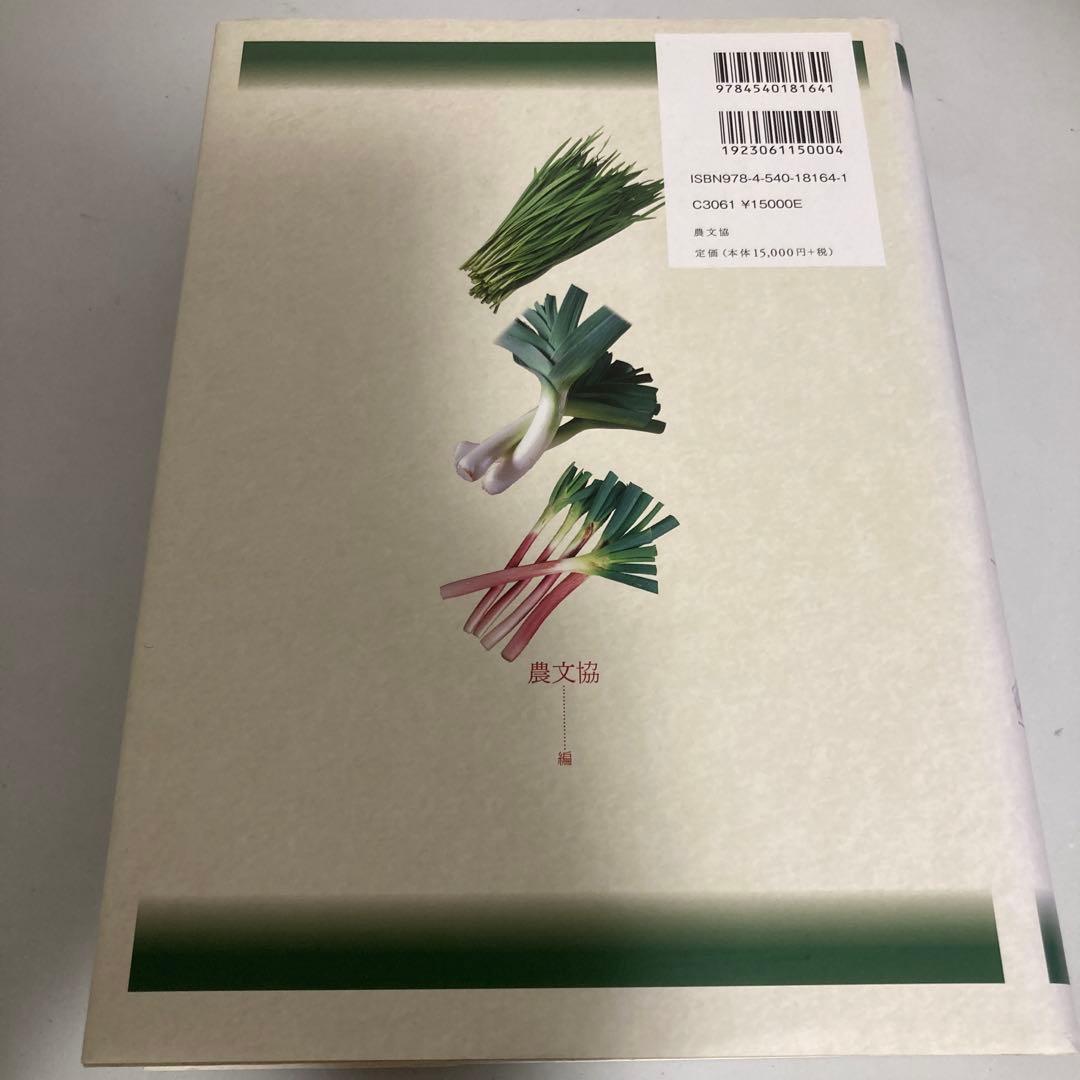 9784540181641
1923061150004
ISBN978-4-540-18164-1
C3061 ¥15000E
農文協
定価(本体15,000円+税)
農文協
編